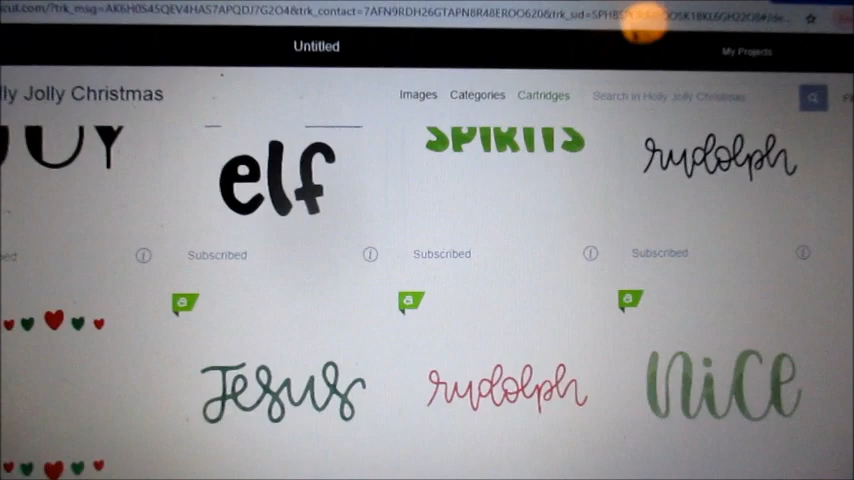 Untitled
My Projects
lly Jolly Christmas
Images Categories Cartridges Search in Holly Jolly Christmas
JOY
elf
SPIRITS
rudolph
Subscribed
Subscribed
Subscribed
a
a
a
Jesus
rudolph
nice